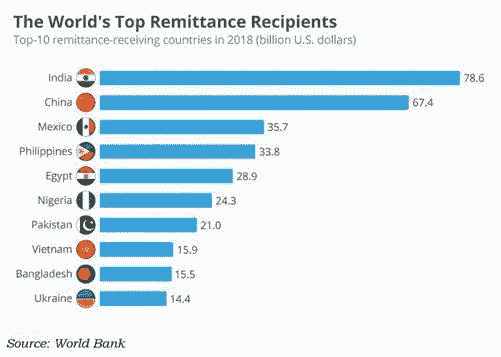 The World's Top Remittance Recipients
Top-10 remittance-receiving countries in 2018 (billion U.S. dollars)
India 78.6
China 67.4
Mexico 35.7
Philippines 33.8
Egypt 28.9
Nigeria 24.3
Pakistan 21.0
Vietnam 15.9
Bangladesh 15.5
Ukraine 14.4
Source: World Bank